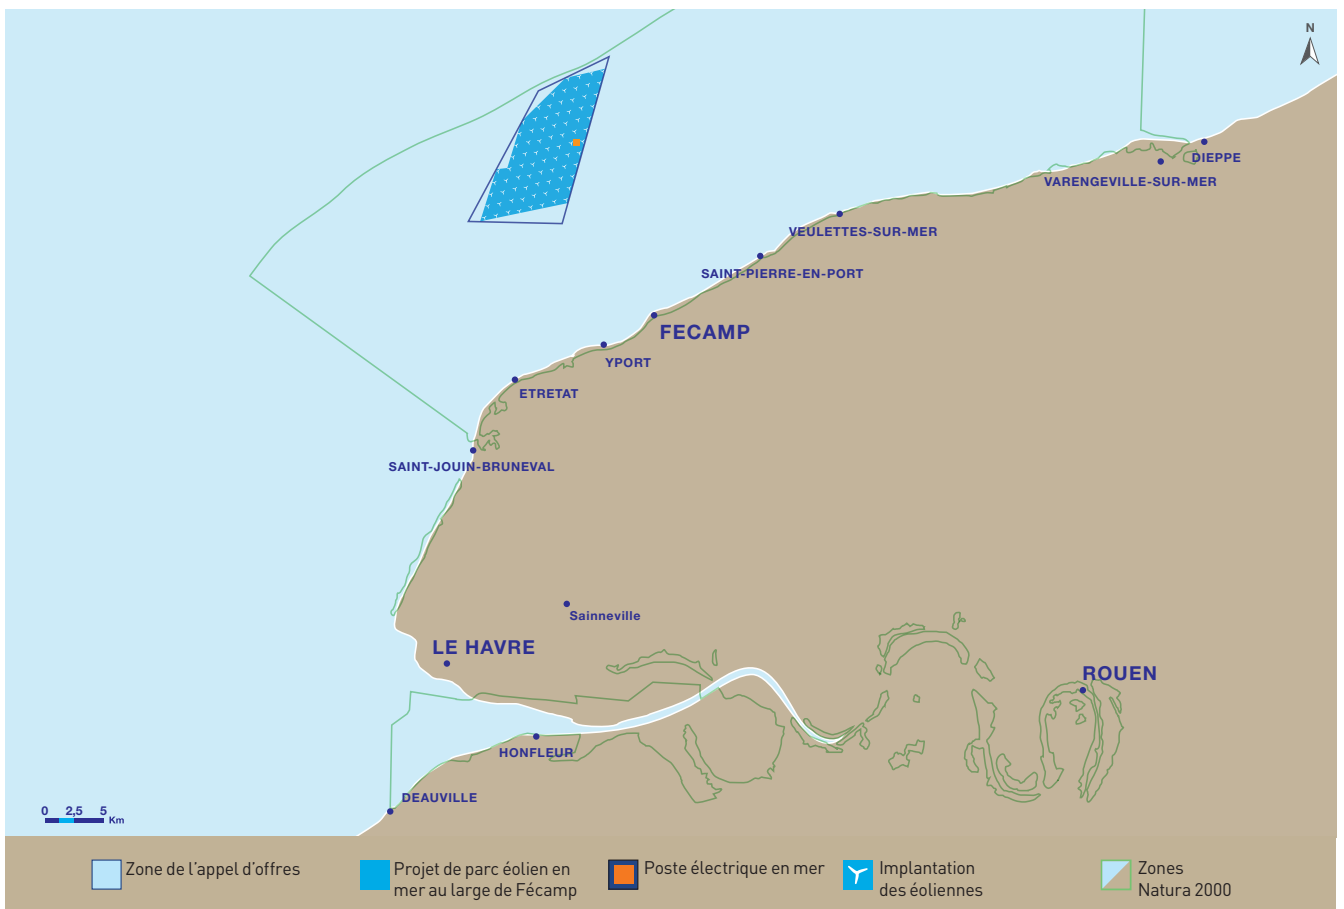 N
DIEPPE
VARENGEVILLE-SUR-MER
VEULETTES-SUR-MER
SAINT-PIERRE-EN-PORT
FECAMP
YPORT
ETRETAT
SAINT-JOUIN-BRUNEVAL
Sainneville
LE HAVRE
ROUEN
HONFLEUR
DEAUVILLE
0 2,5 5
Km
Zone de l’appel d’offres
Projet de parc éolien en
mer au large de Fécamp
Poste électrique en mer
Implantation
des éoliennes
Zones
Natura 2000